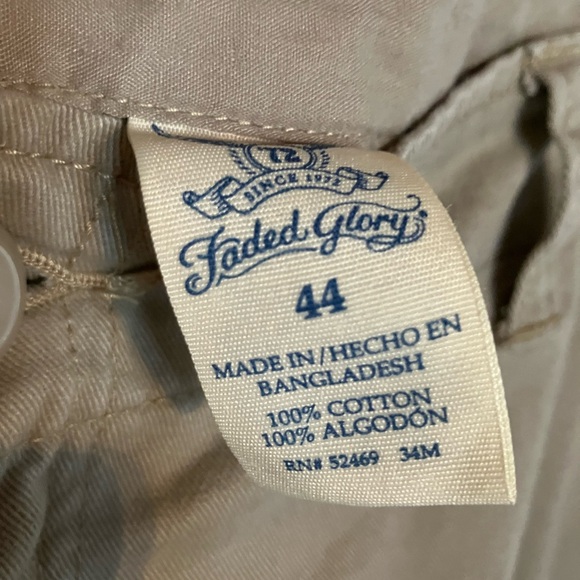 72
SINCE 1972
Faded Glory
44
MADE IN/HECHO EN
BANGLADESH
100% COTTON
100% ALGODÓN
RN# 52469 34M